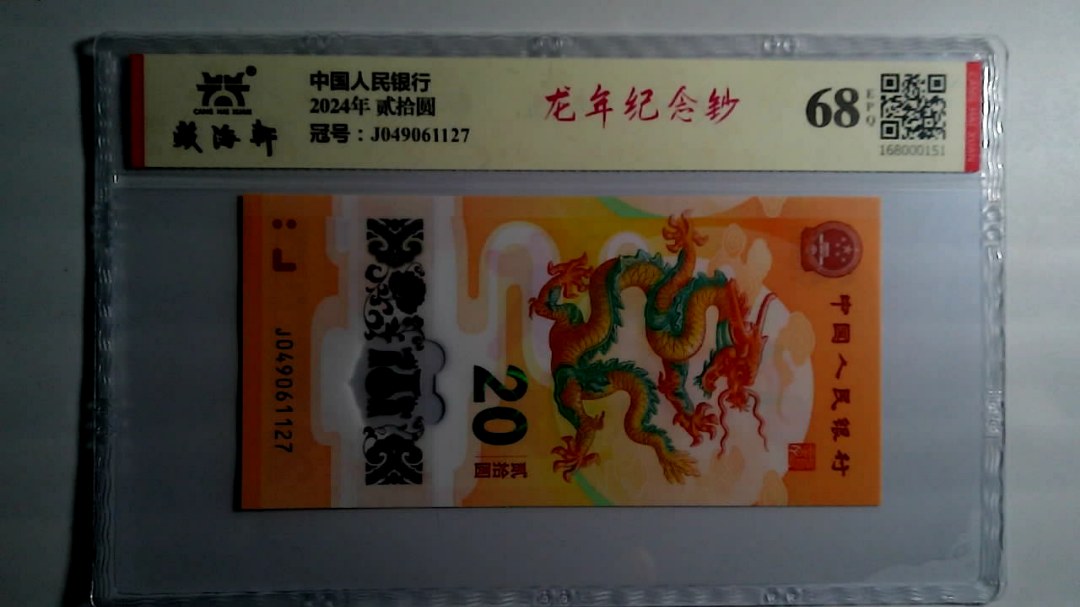 中国人民银行
2024年 贰拾圆
冠号：J049061127
藏海轩
龙年纪念钞
68
EPQ
168000151
J049061127
20
贰拾圆
中国人民银行